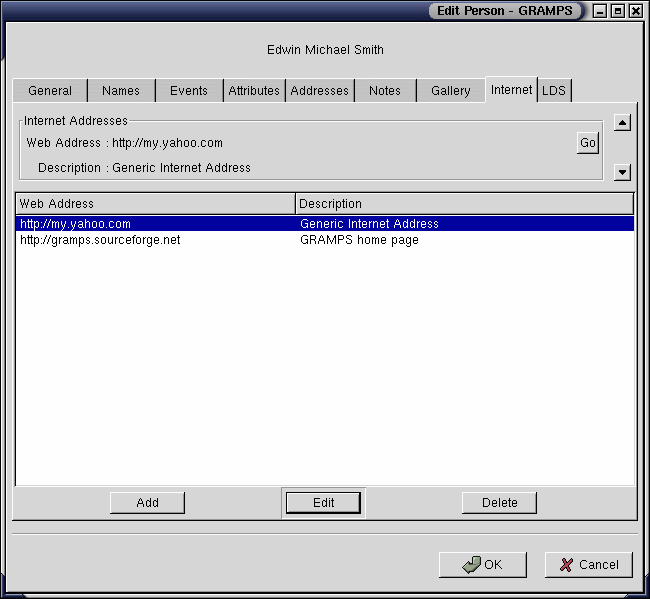 Edit Person - GRAMPS
Edwin Michael Smith
General Names Events Attributes Addresses Notes Gallery Internet LDS
Internet Addresses
Web Address : http://my.yahoo.com Go
Description : Generic Internet Address
Web Address Description
http://my.yahoo.com Generic Internet Address
http://gramps.sourceforge.net GRAMPS home page
Add Edit Delete
OK Cancel